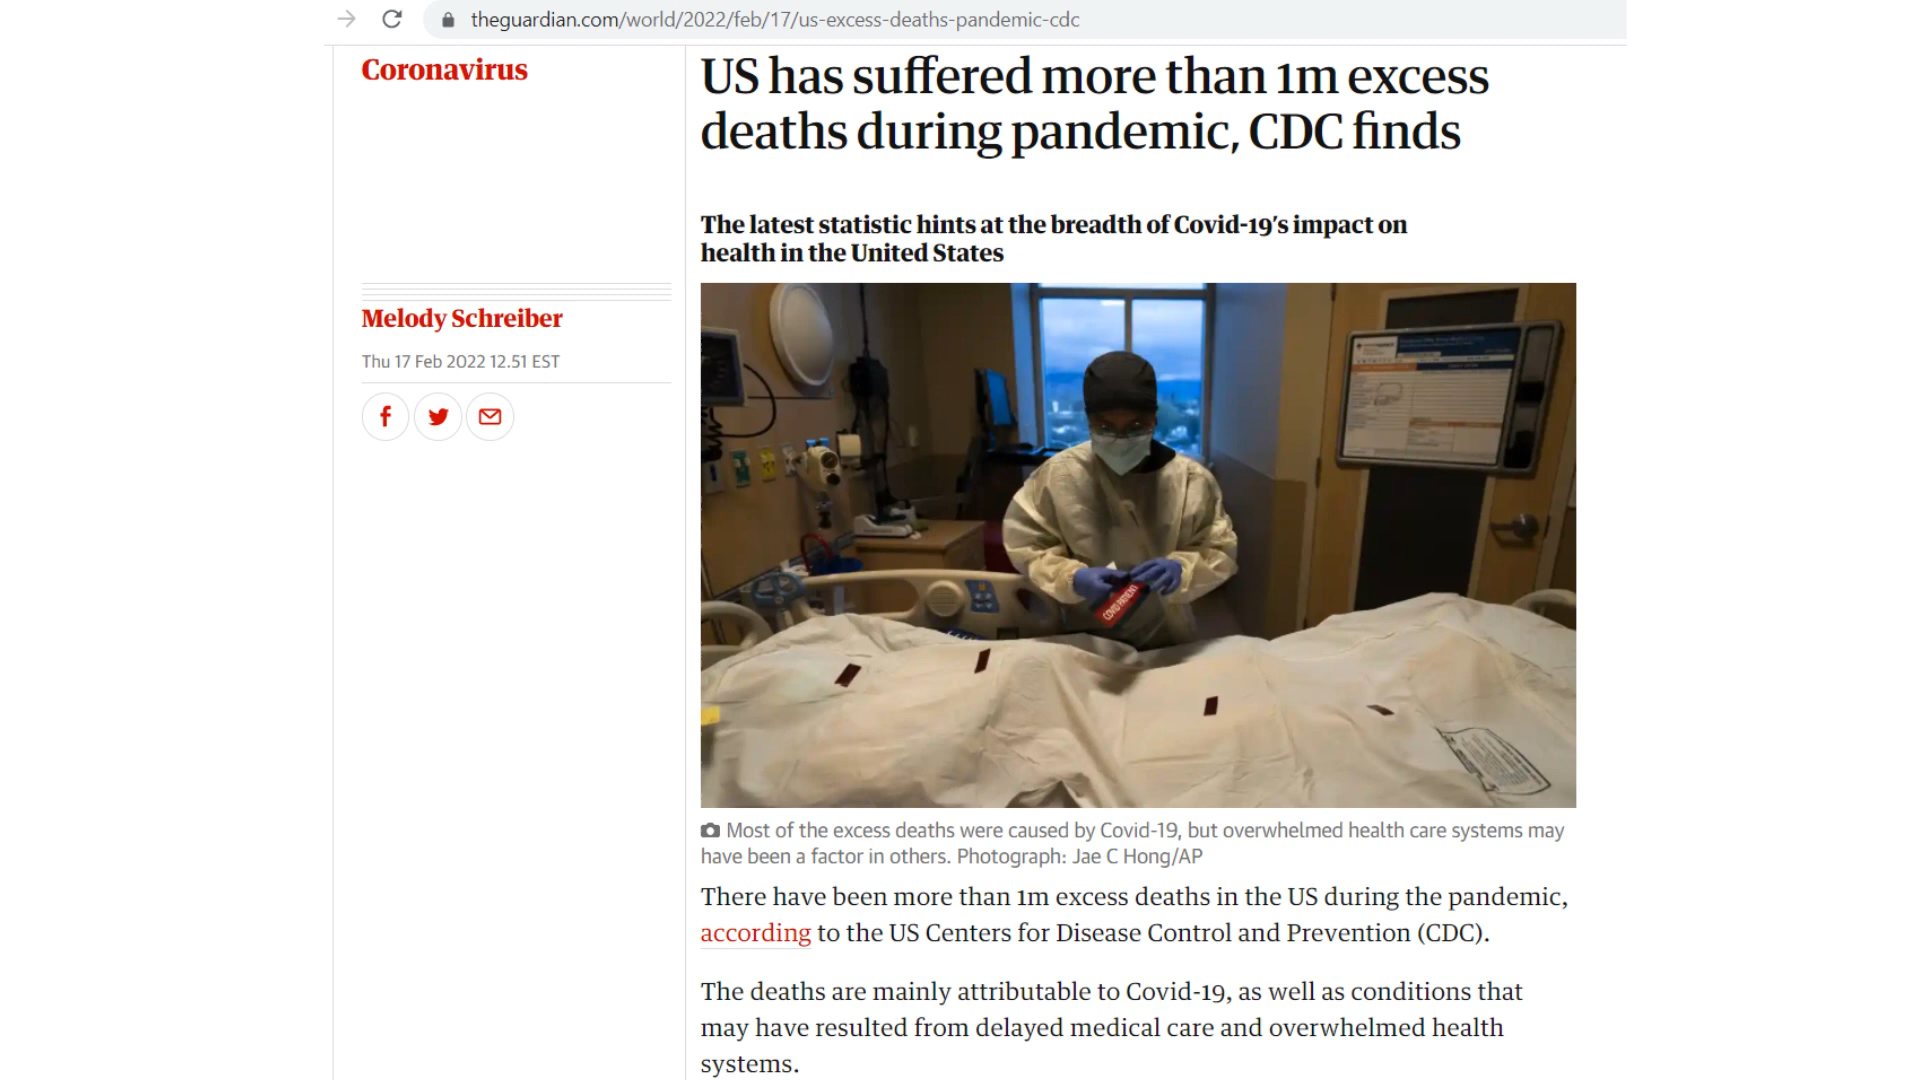 theguardian.com/world/2022/feb/17/us-excess-deaths-pandemic-cdc
Coronavirus
US has suffered more than 1m excess
deaths during pandemic, CDC finds
The latest statistic hints at the breadth of Covid-19's impact on
health in the United States
Melody Schreiber
Thu 17 Feb 2022 12.51 EST
COVID PATIENT
Most of the excess deaths were caused by Covid-19, but overwhelmed health care systems may
have been a factor in others. Photograph: Jae C Hong/AP
There have been more than 1m excess deaths in the US during the pandemic,
according to the US Centers for Disease Control and Prevention (CDC).
The deaths are mainly attributable to Covid-19, as well as conditions that
may have resulted from delayed medical care and overwhelmed health
systems.